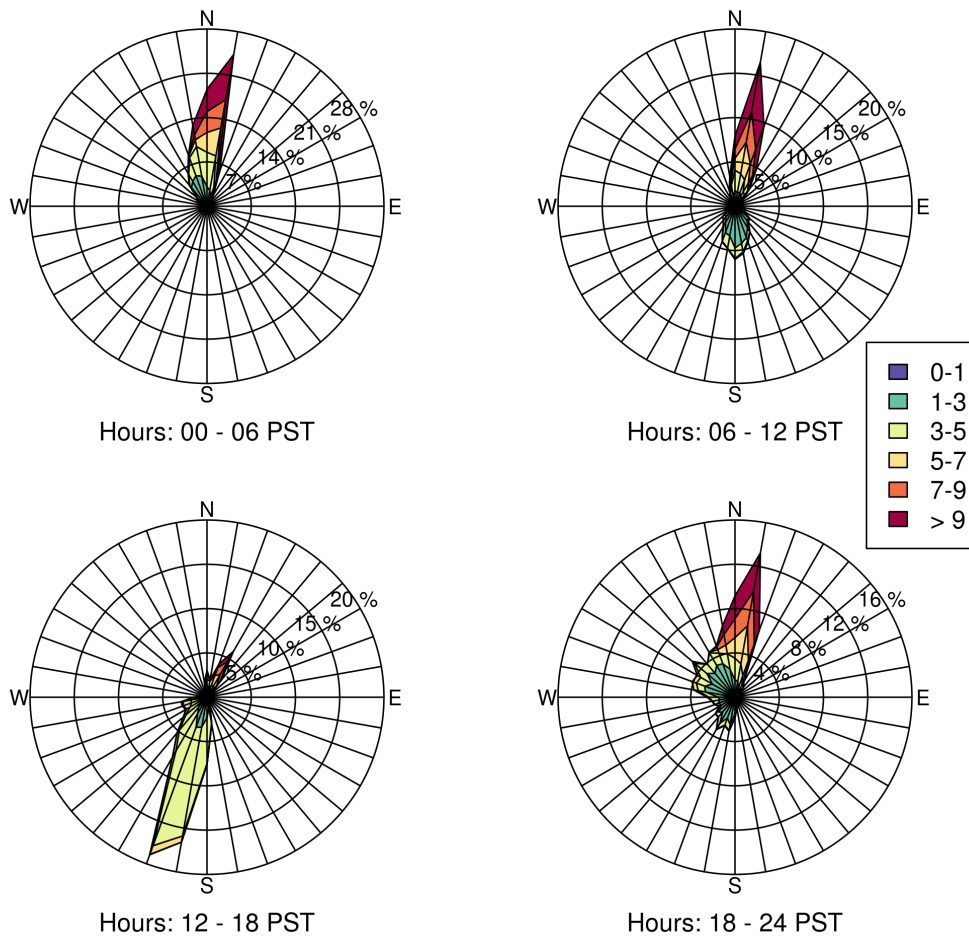 N
28 %
21 %
14 %
7 %
W
E
S
Hours: 00 - 06 PST
N
20 %
15 %
10 %
5 %
W
E
S
Hours: 06 - 12 PST
0-1
1-3
3-5
5-7
7-9
> 9
N
20 %
15 %
10 %
5 %
W
E
S
Hours: 12 - 18 PST
N
16 %
12 %
8 %
4 %
W
E
S
Hours: 18 - 24 PST